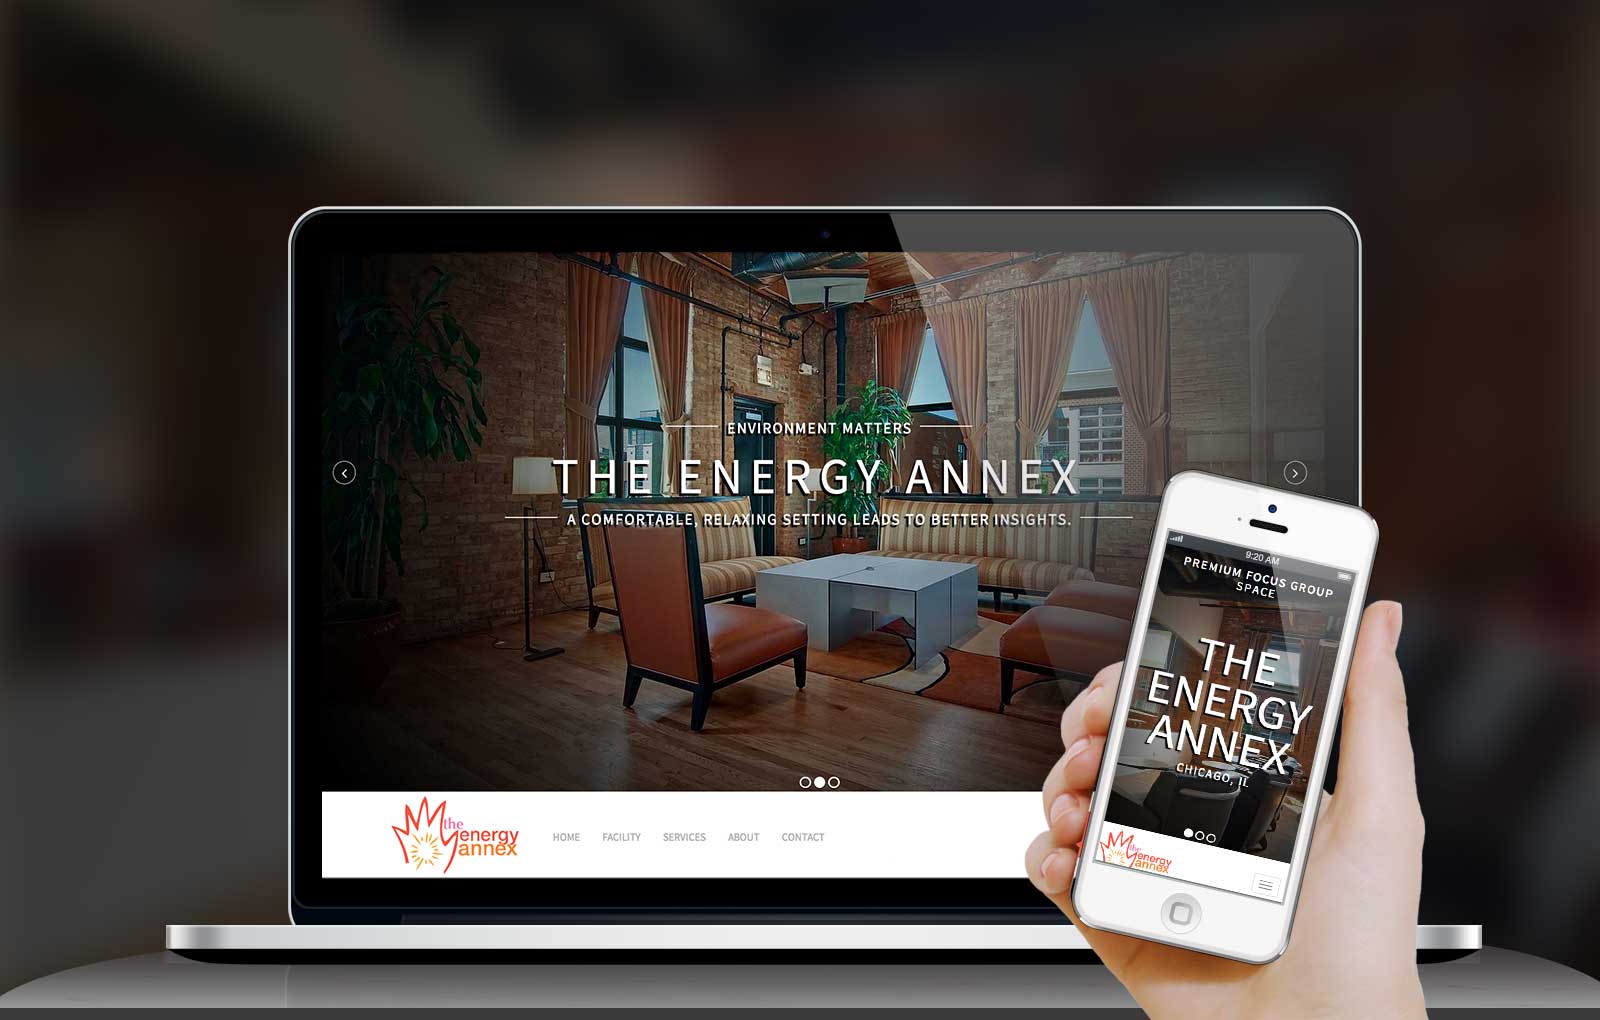 ENVIRONMENT MATTERS
THE ENERGY ANNEX
A COMFORTABLE, RELAXING SETTING LEADS TO BETTER INSIGHTS.
the
energy
annex
HOME FACILITY SERVICES ABOUT CONTACT
9:20 AM
PREMIUM FOCUS GROUP
SPACE
THE
ENERGY
ANNEX
CHICAGO, IL
the
energy
annex